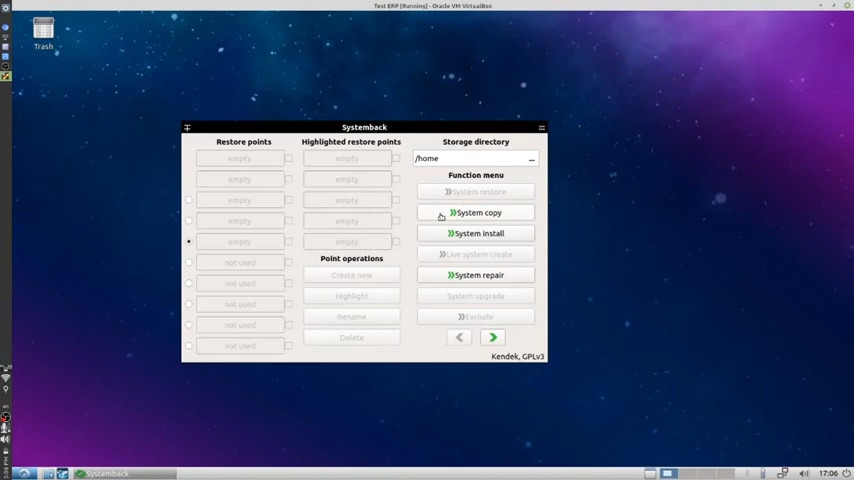 Test ERP [Running] - Oracle VM VirtualBox
Trash
Systemback
Restore points
Highlighted restore points
Storage directory
empty
empty
/home
...
Function menu
empty
empty
System restore
empty
empty
System copy
empty
empty
System install
empty
empty
Point operations
Live system create
not used
Create new
System repair
not used
Highlight
System upgrade
not used
Rename
Exclude
not used
Delete
not used
Kendek, GPLv3
Systemback
17:06
5:06 PM